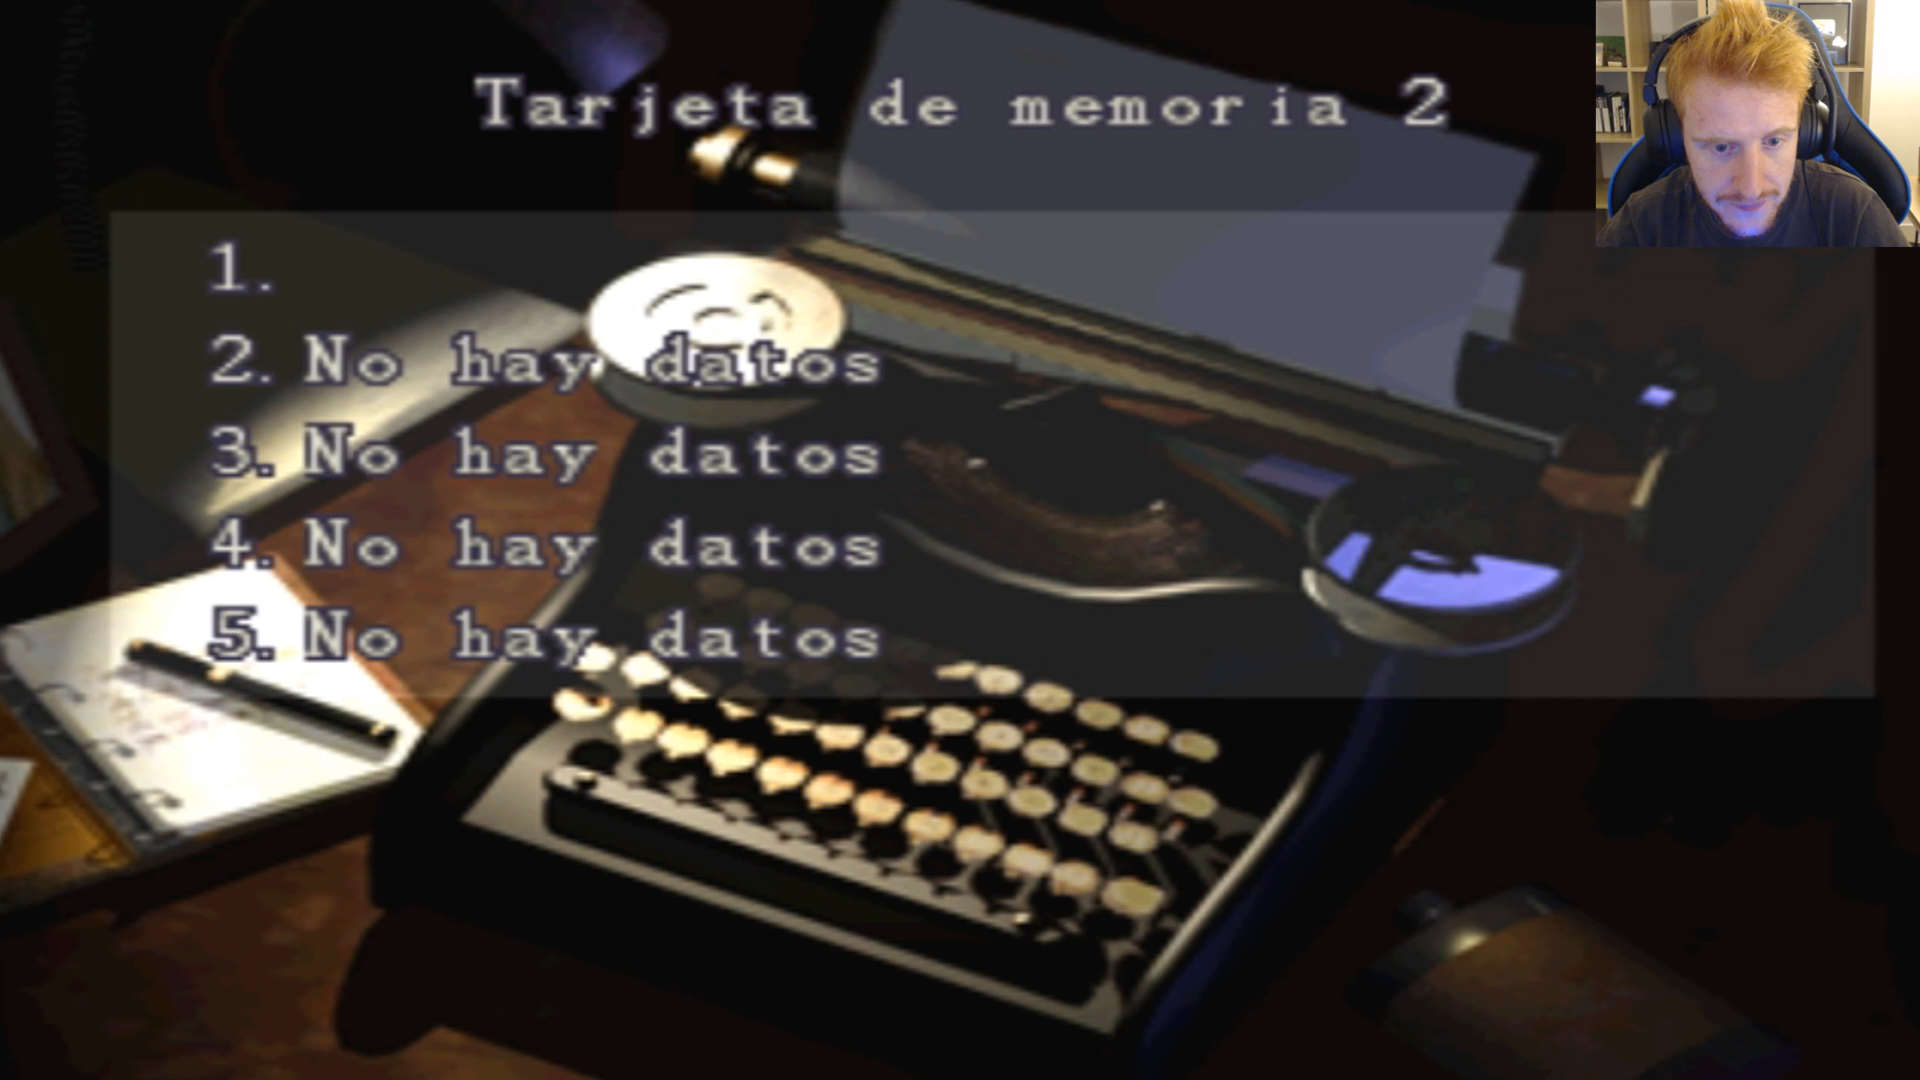 Tarjeta de memoria 2
1.
2. No hay datos
3. No hay datos
4. No hay datos
5. No hay datos